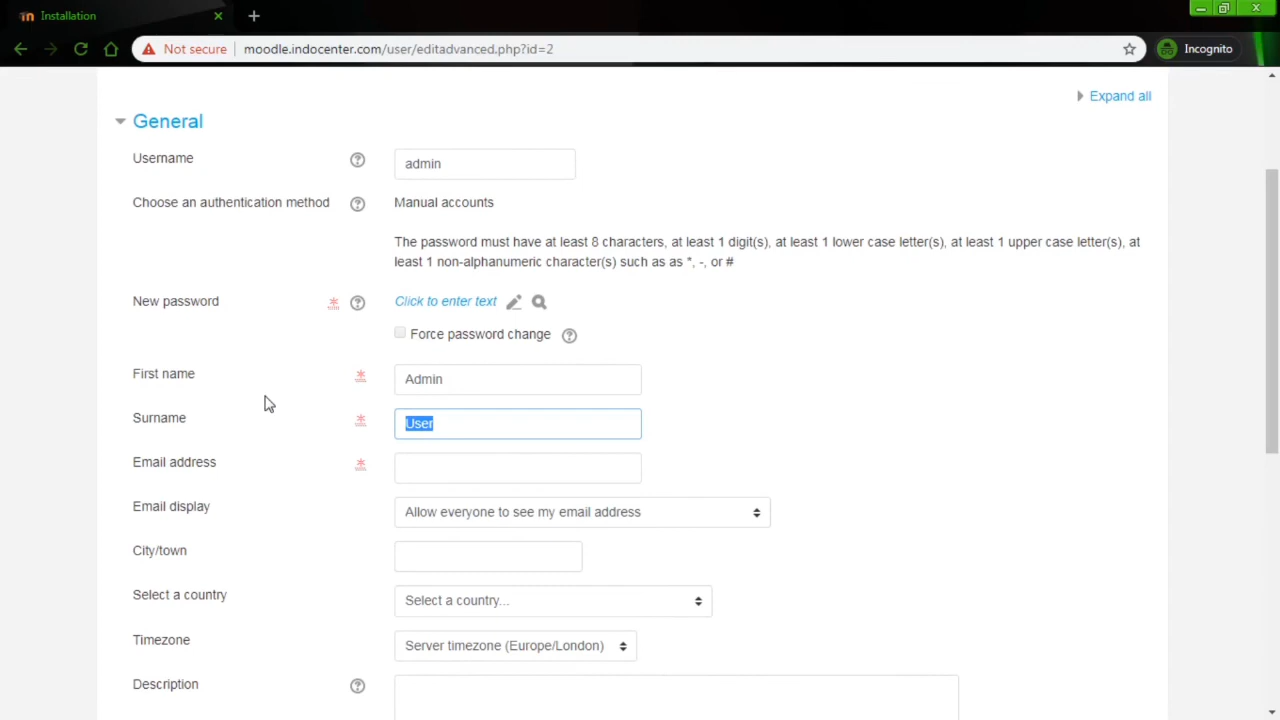 Installation
Not secure
moodle.indocenter.com/user/editadvanced.php?id=2
Incognito
Expand all
General
Username
admin
Choose an authentication method
Manual accounts
The password must have at least 8 characters, at least 1 digit(s), at least 1 lower case letter(s), at least 1 upper case letter(s), at
least 1 non-alphanumeric character(s) such as as *, -, or #
New password
Click to enter text
Force password change
First name
Admin
Surname
User
Email address
Email display
Allow everyone to see my email address
City/town
Select a country
Select a country...
Timezone
Server timezone (Europe/London)
Description